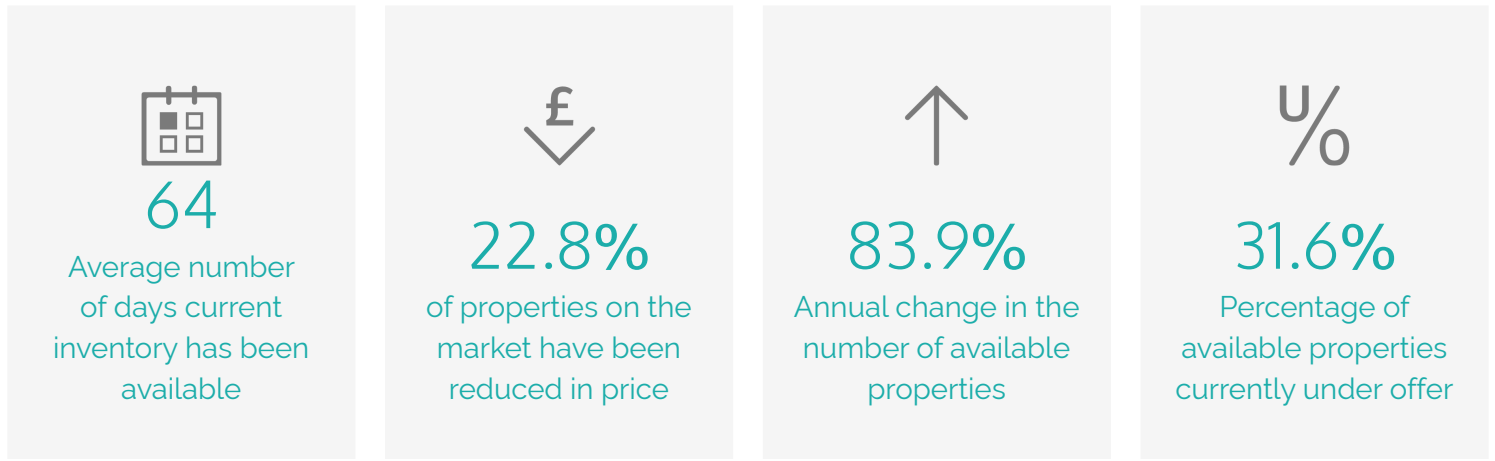 64
Average number
of days current
inventory has been
available
£
22.8%
of properties on the
market have been
reduced in price
83.9%
Annual change in the
number of available
properties
U%
31.6%
Percentage of
available properties
currently under offer